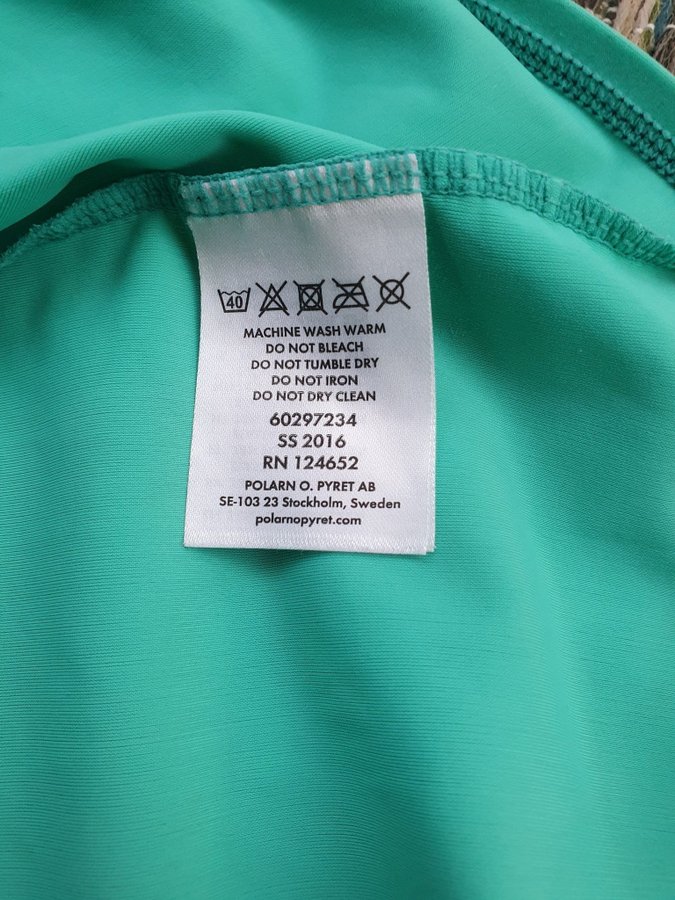 40
MACHINE WASH WARM
DO NOT BLEACH
DO NOT TUMBLE DRY
DO NOT IRON
DO NOT DRY CLEAN
60297234
SS 2016
RN 124652
POLARN O. PYRET AB
SE-103 23 Stockholm, Sweden
polarnopyret.com